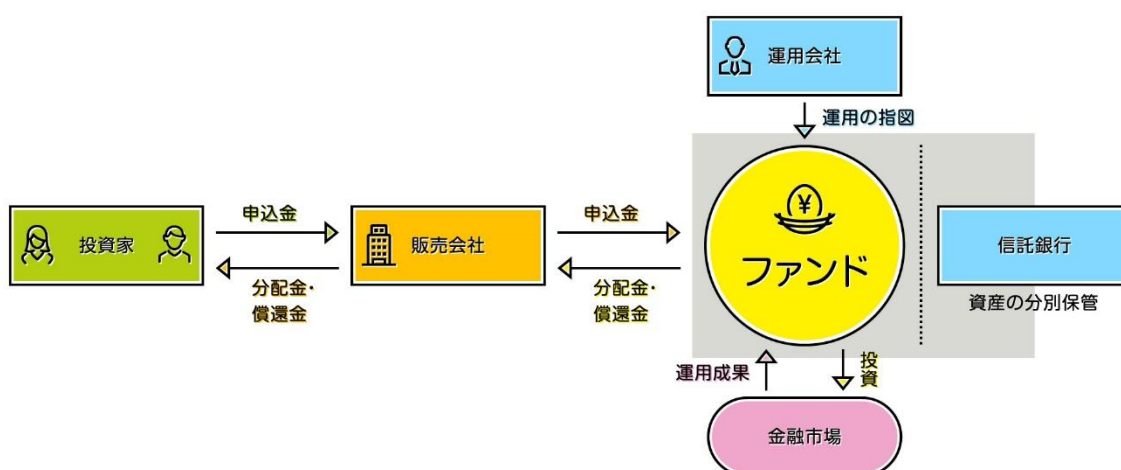 運用会社
運用の指図
投資家
申込金
分配金・
償還金
販売会社
申込金
分配金・
償還金
¥
ファンド
信託銀行
資産の分別保管
運用成果
投
資
金融市場